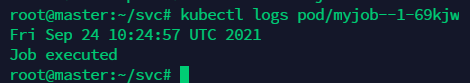 root@master:~/svc# kubectl logs pod/myjob--1-69kjw
Fri Sep 24 10:24:57 UTC 2021
Job executed
root@master:~/svc#